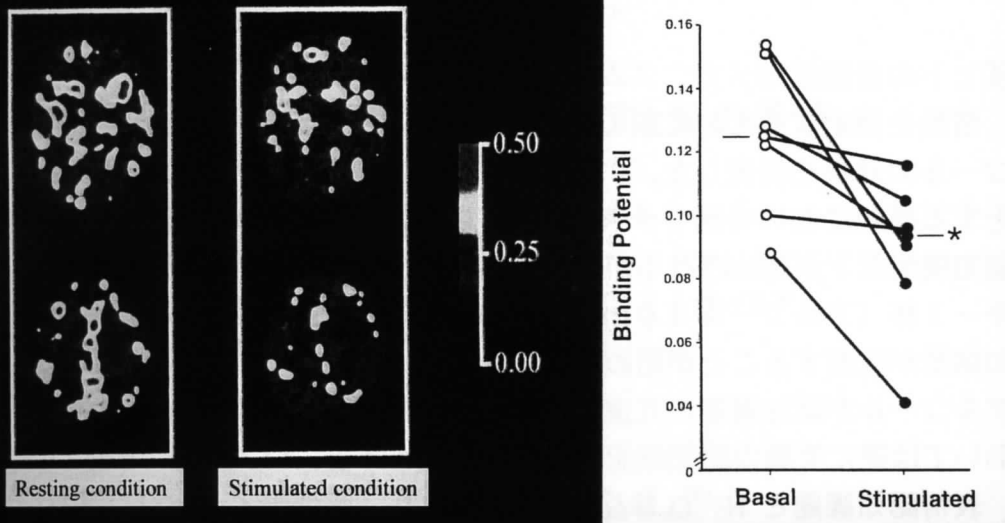 0.50
0.25
0.00
Resting condition
Stimulated condition
Binding Potential
0.16
0.14
0.12
0.10
0.08
0.06
0.04
0
*
Basal
Stimulated